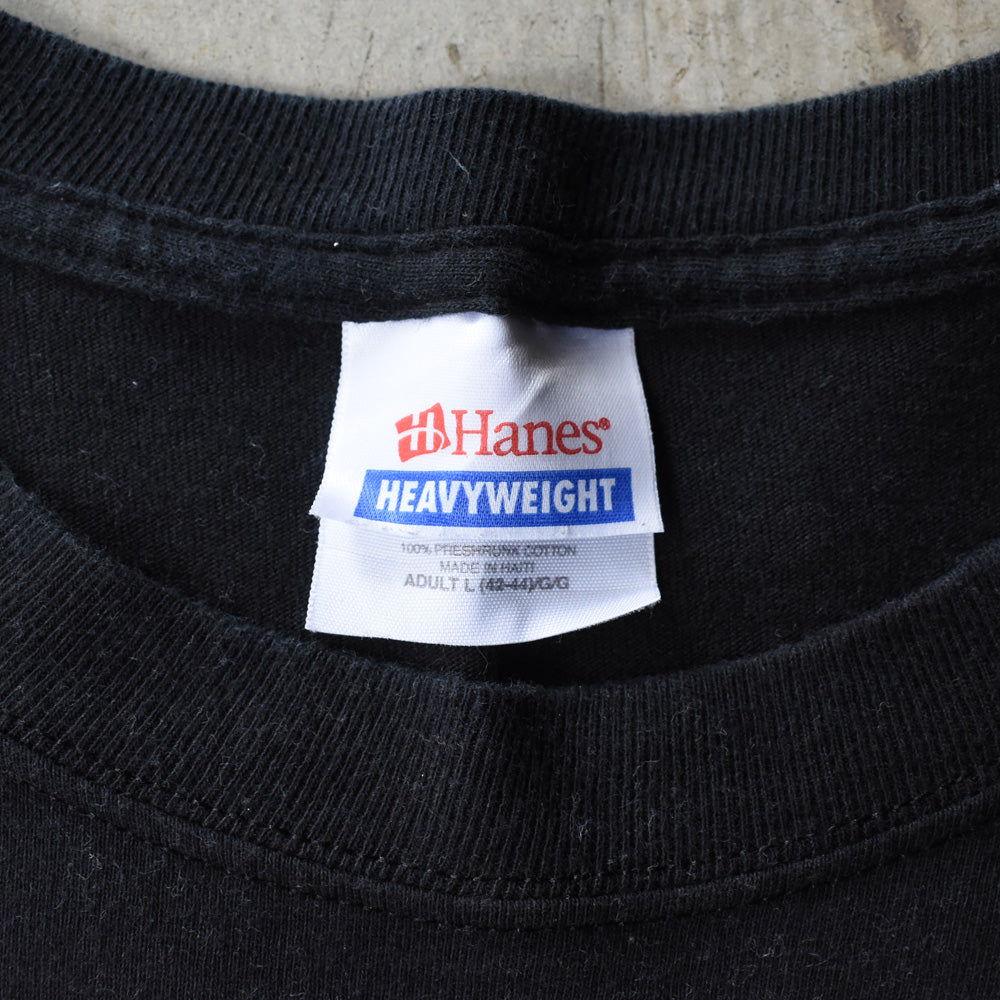 Hanes®
HEAVYWEIGHT
100% PRESHRUNK COTTON
MADE IN HAITI
ADULT L (42-44)/G/G